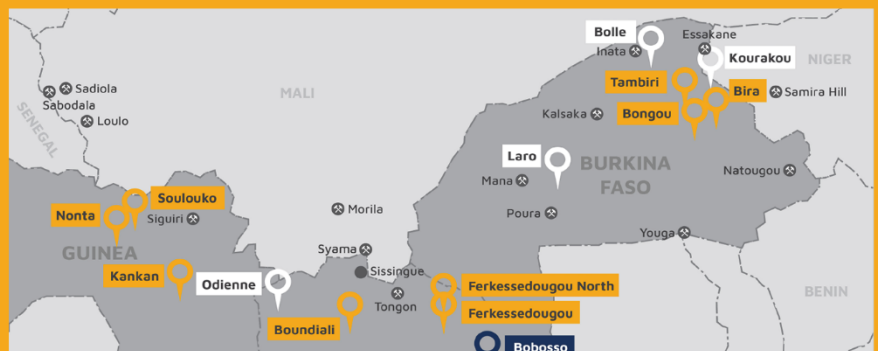 Bolle
Essakane
Inata
Kourakou
NIGER
Sadiola
Sabodala
MALI
Tambiri
Bira
Samira Hill
SENEGAL
Loulo
Kalsaka
Bongou
Laro
BURKINA
FASO
Natougou
Mana
Soulouko
Nonta
Siguiri
Morila
Poura
Youga
GUINEA
Syama
Kankan
Odienne
Sissingue
Ferkessedougou North
BENIN
Tongon
Ferkessedougou
Boundiali
Bobosso